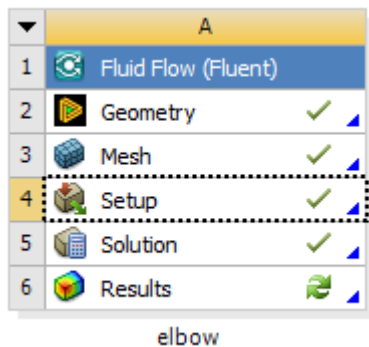 A
1 Fluid Flow (Fluent)
2 Geometry
3 Mesh
4 Setup
5 Solution
6 Results
elbow